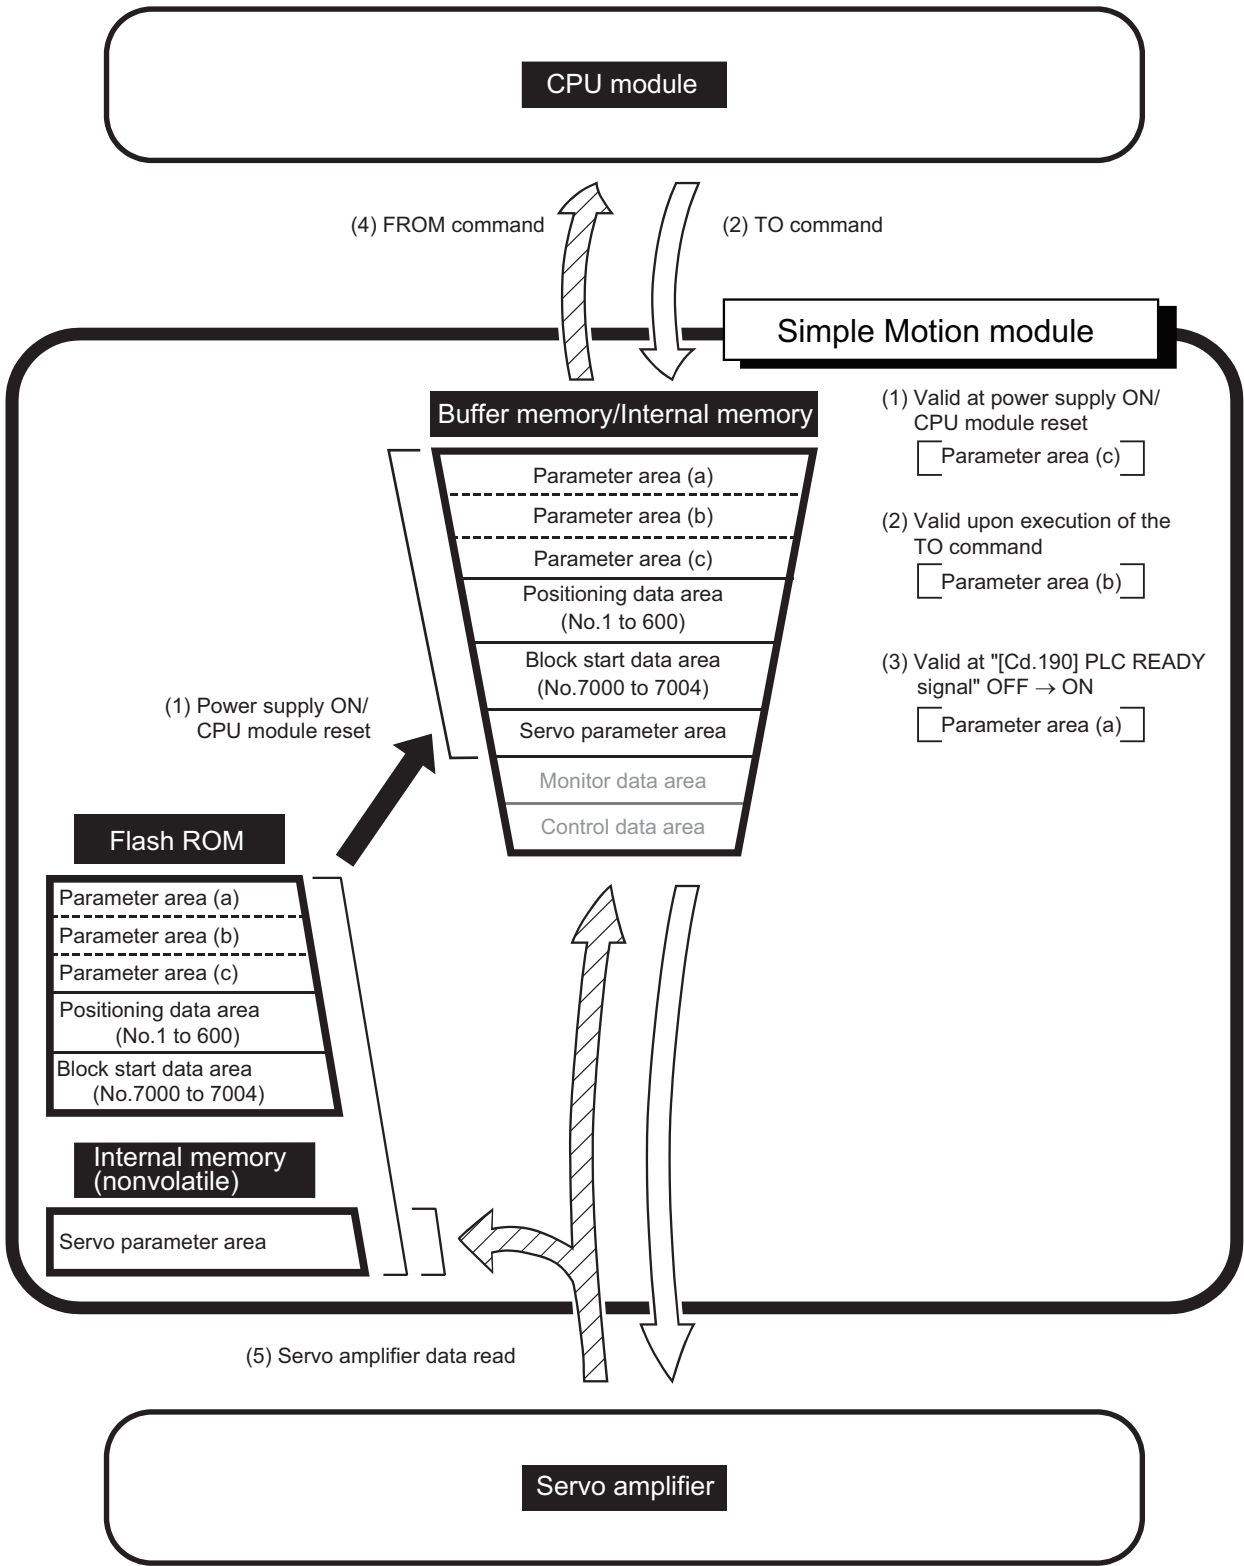 CPU module
(4) FROM command
(2) TO command
Simple Motion module
Buffer memory/Internal memory
Parameter area (a)
Parameter area (b)
Parameter area (c)
Positioning data area
(No.1 to 600)
Block start data area
(No.7000 to 7004)
Servo parameter area
Monitor data area
Control data area
(1) Valid at power supply ON/
CPU module reset
Parameter area (c)
(2) Valid upon execution of the
TO command
Parameter area (b)
(3) Valid at "[Cd.190] PLC READY
signal" OFF → ON
Parameter area (a)
(1) Power supply ON/
CPU module reset
Flash ROM
Parameter area (a)
Parameter area (b)
Parameter area (c)
Positioning data area
(No.1 to 600)
Block start data area
(No.7000 to 7004)
Internal memory
(nonvolatile)
Servo parameter area
(5) Servo amplifier data read
Servo amplifier